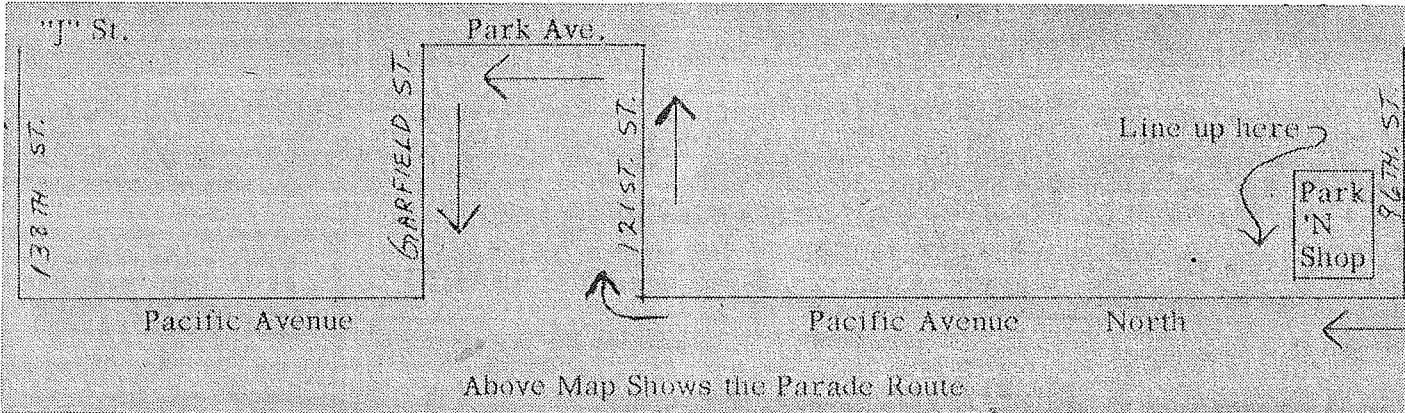 "J" St.
Park Ave.
138TH ST.
GARFIELD ST.
121ST. ST.
Line up here
Park
'N
Shop
96TH. ST.
Pacific Avenue
Pacific Avenue North
Above Map Shows the Parade Route